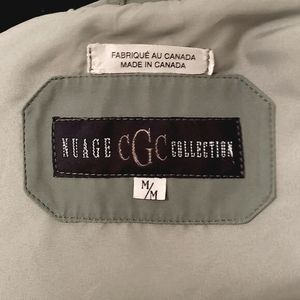 FABRIQUÉ AU CANADA
MADE IN CANADA
NUAGE CGC COLLECTION
M/M